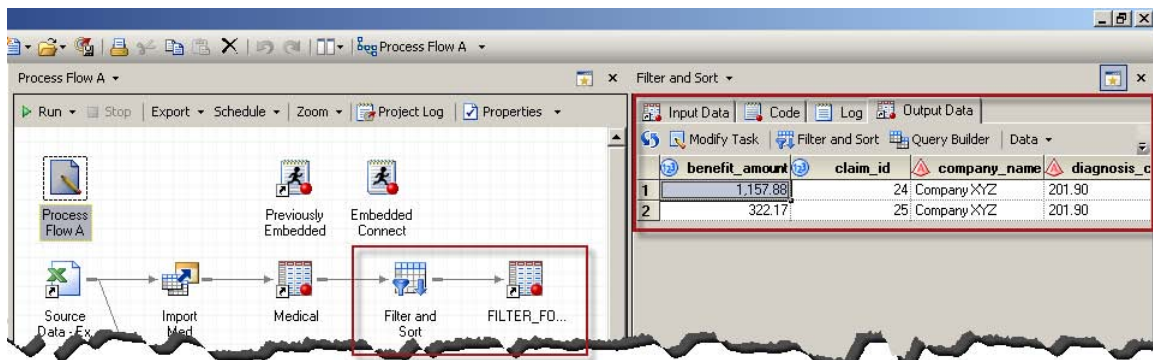 Process Flow A
Process Flow A
Filter and Sort
Run Stop Export Schedule Zoom Project Log Properties
Input Data Code Log Output Data
Modify Task Filter and Sort Query Builder Data
benefit_amount claim_id company_name diagnosis_c
1 1,157.88 24 Company XYZ 201.90
2 322.17 25 Company XYZ 201.90
Process
Flow A
Previously
Embedded
Embedded
Connect
Source
Data - Ex
Import
Med
Medical
Filter and
Sort
FILTER_FO...